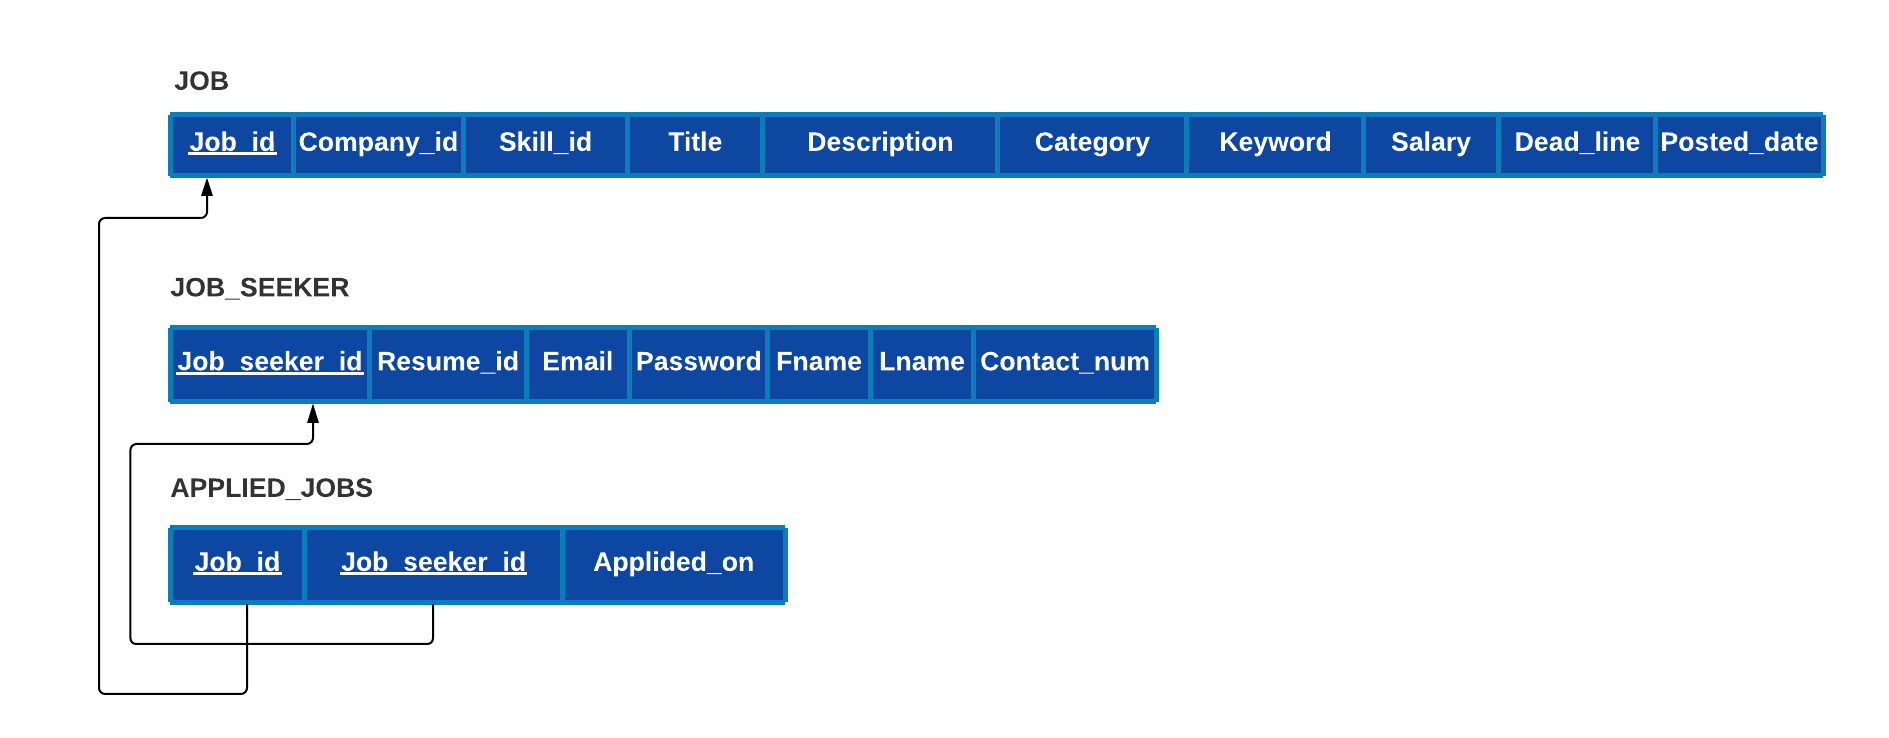 JOB
Job_id Company_id Skill_id Title Description Category Keyword Salary Dead_line Posted_date
JOB_SEEKER
Job_seeker_id Resume_id Email Password Fname Lname Contact_num
APPLIED_JOBS
Job_id Job_seeker_id Applided_on